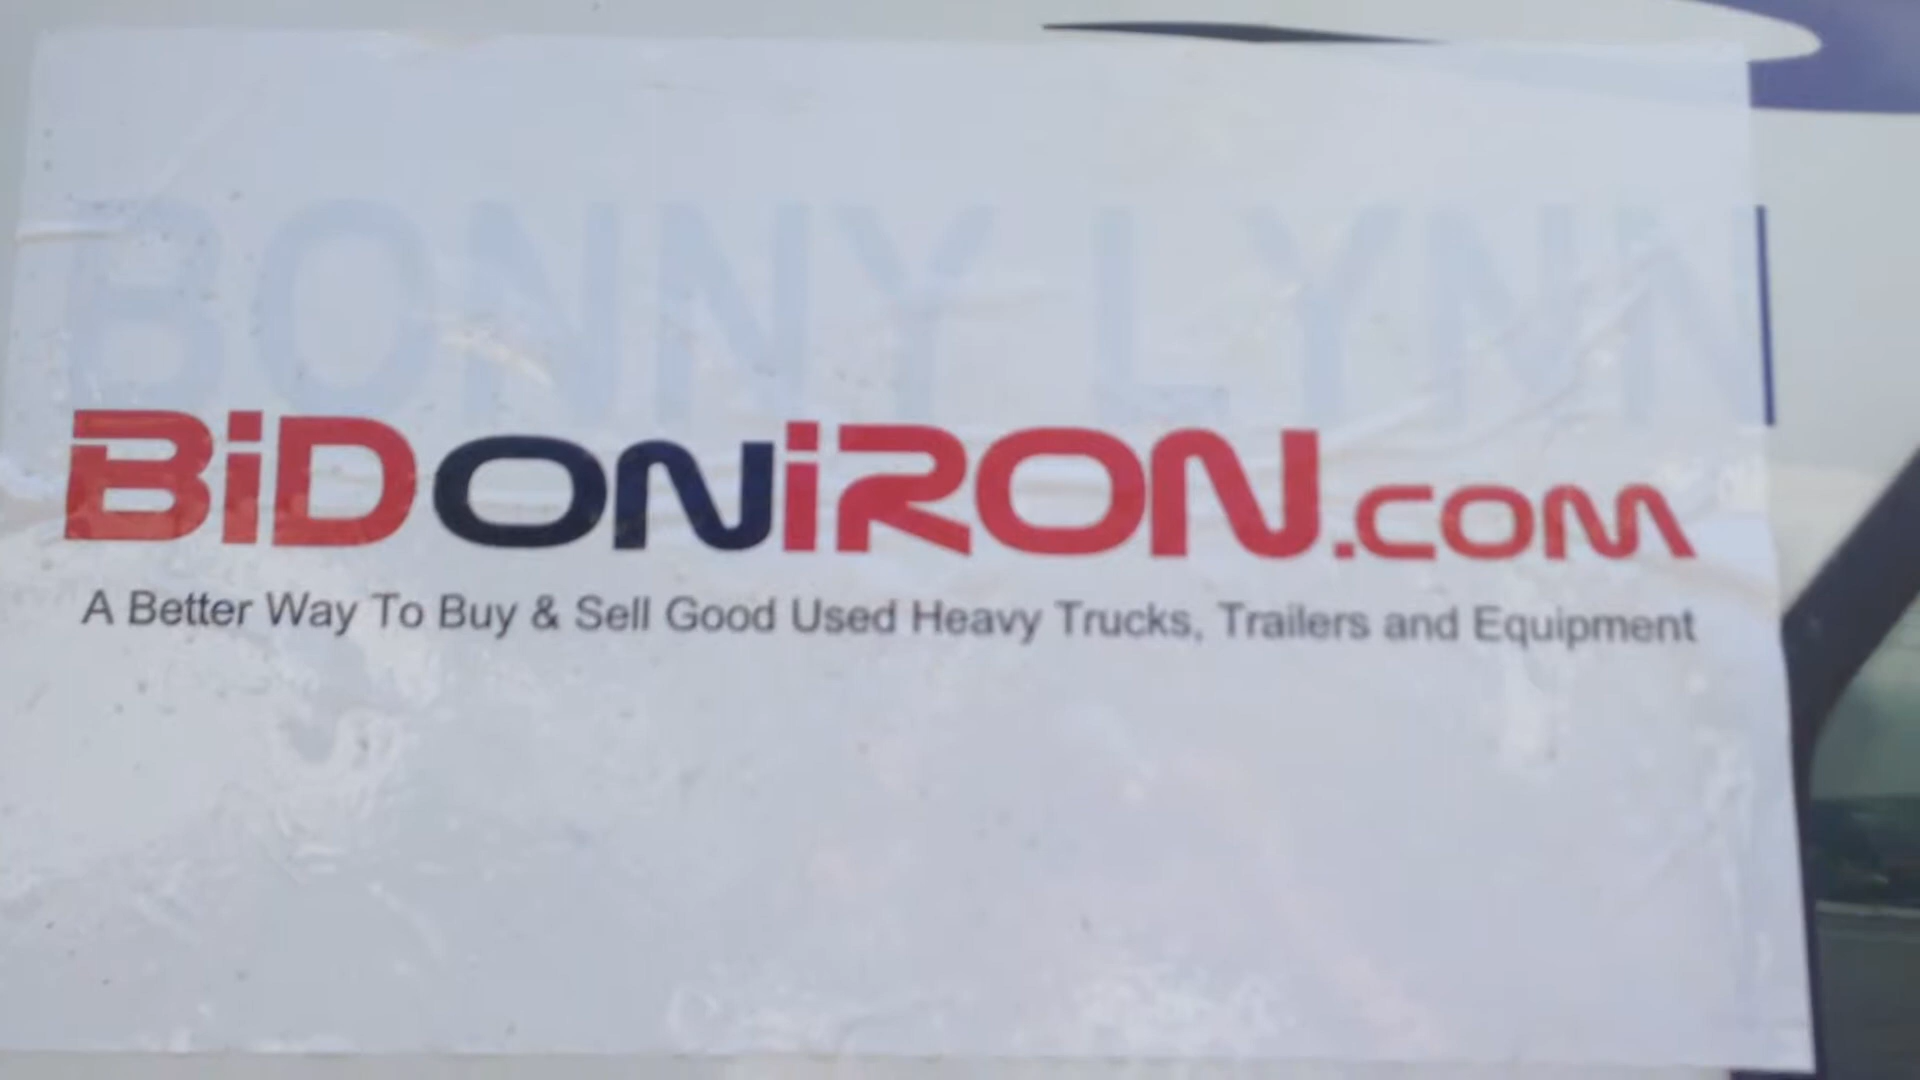 BONNY LYNN
BiDONiRON.COM
A Better Way To Buy & Sell Good Used Heavy Trucks, Trailers and Equipment